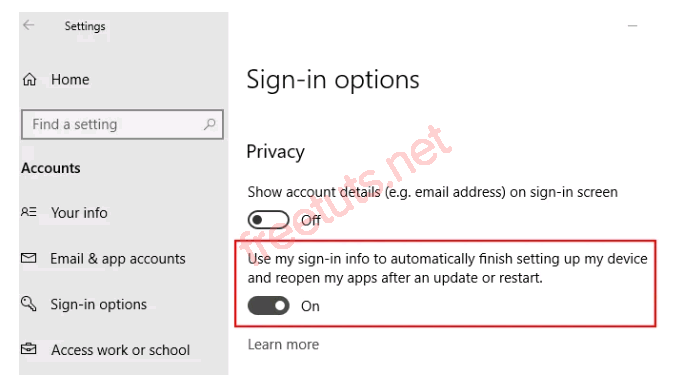 Settings
Home
Find a setting
Accounts
Your info
Email & app accounts
Sign-in options
Access work or school
Sign-in options
Privacy
Show account details (e.g. email address) on sign-in screen
Off
Use my sign-in info to automatically finish setting up my device
and reopen my apps after an update or restart.
On
Learn more
freetuts.net